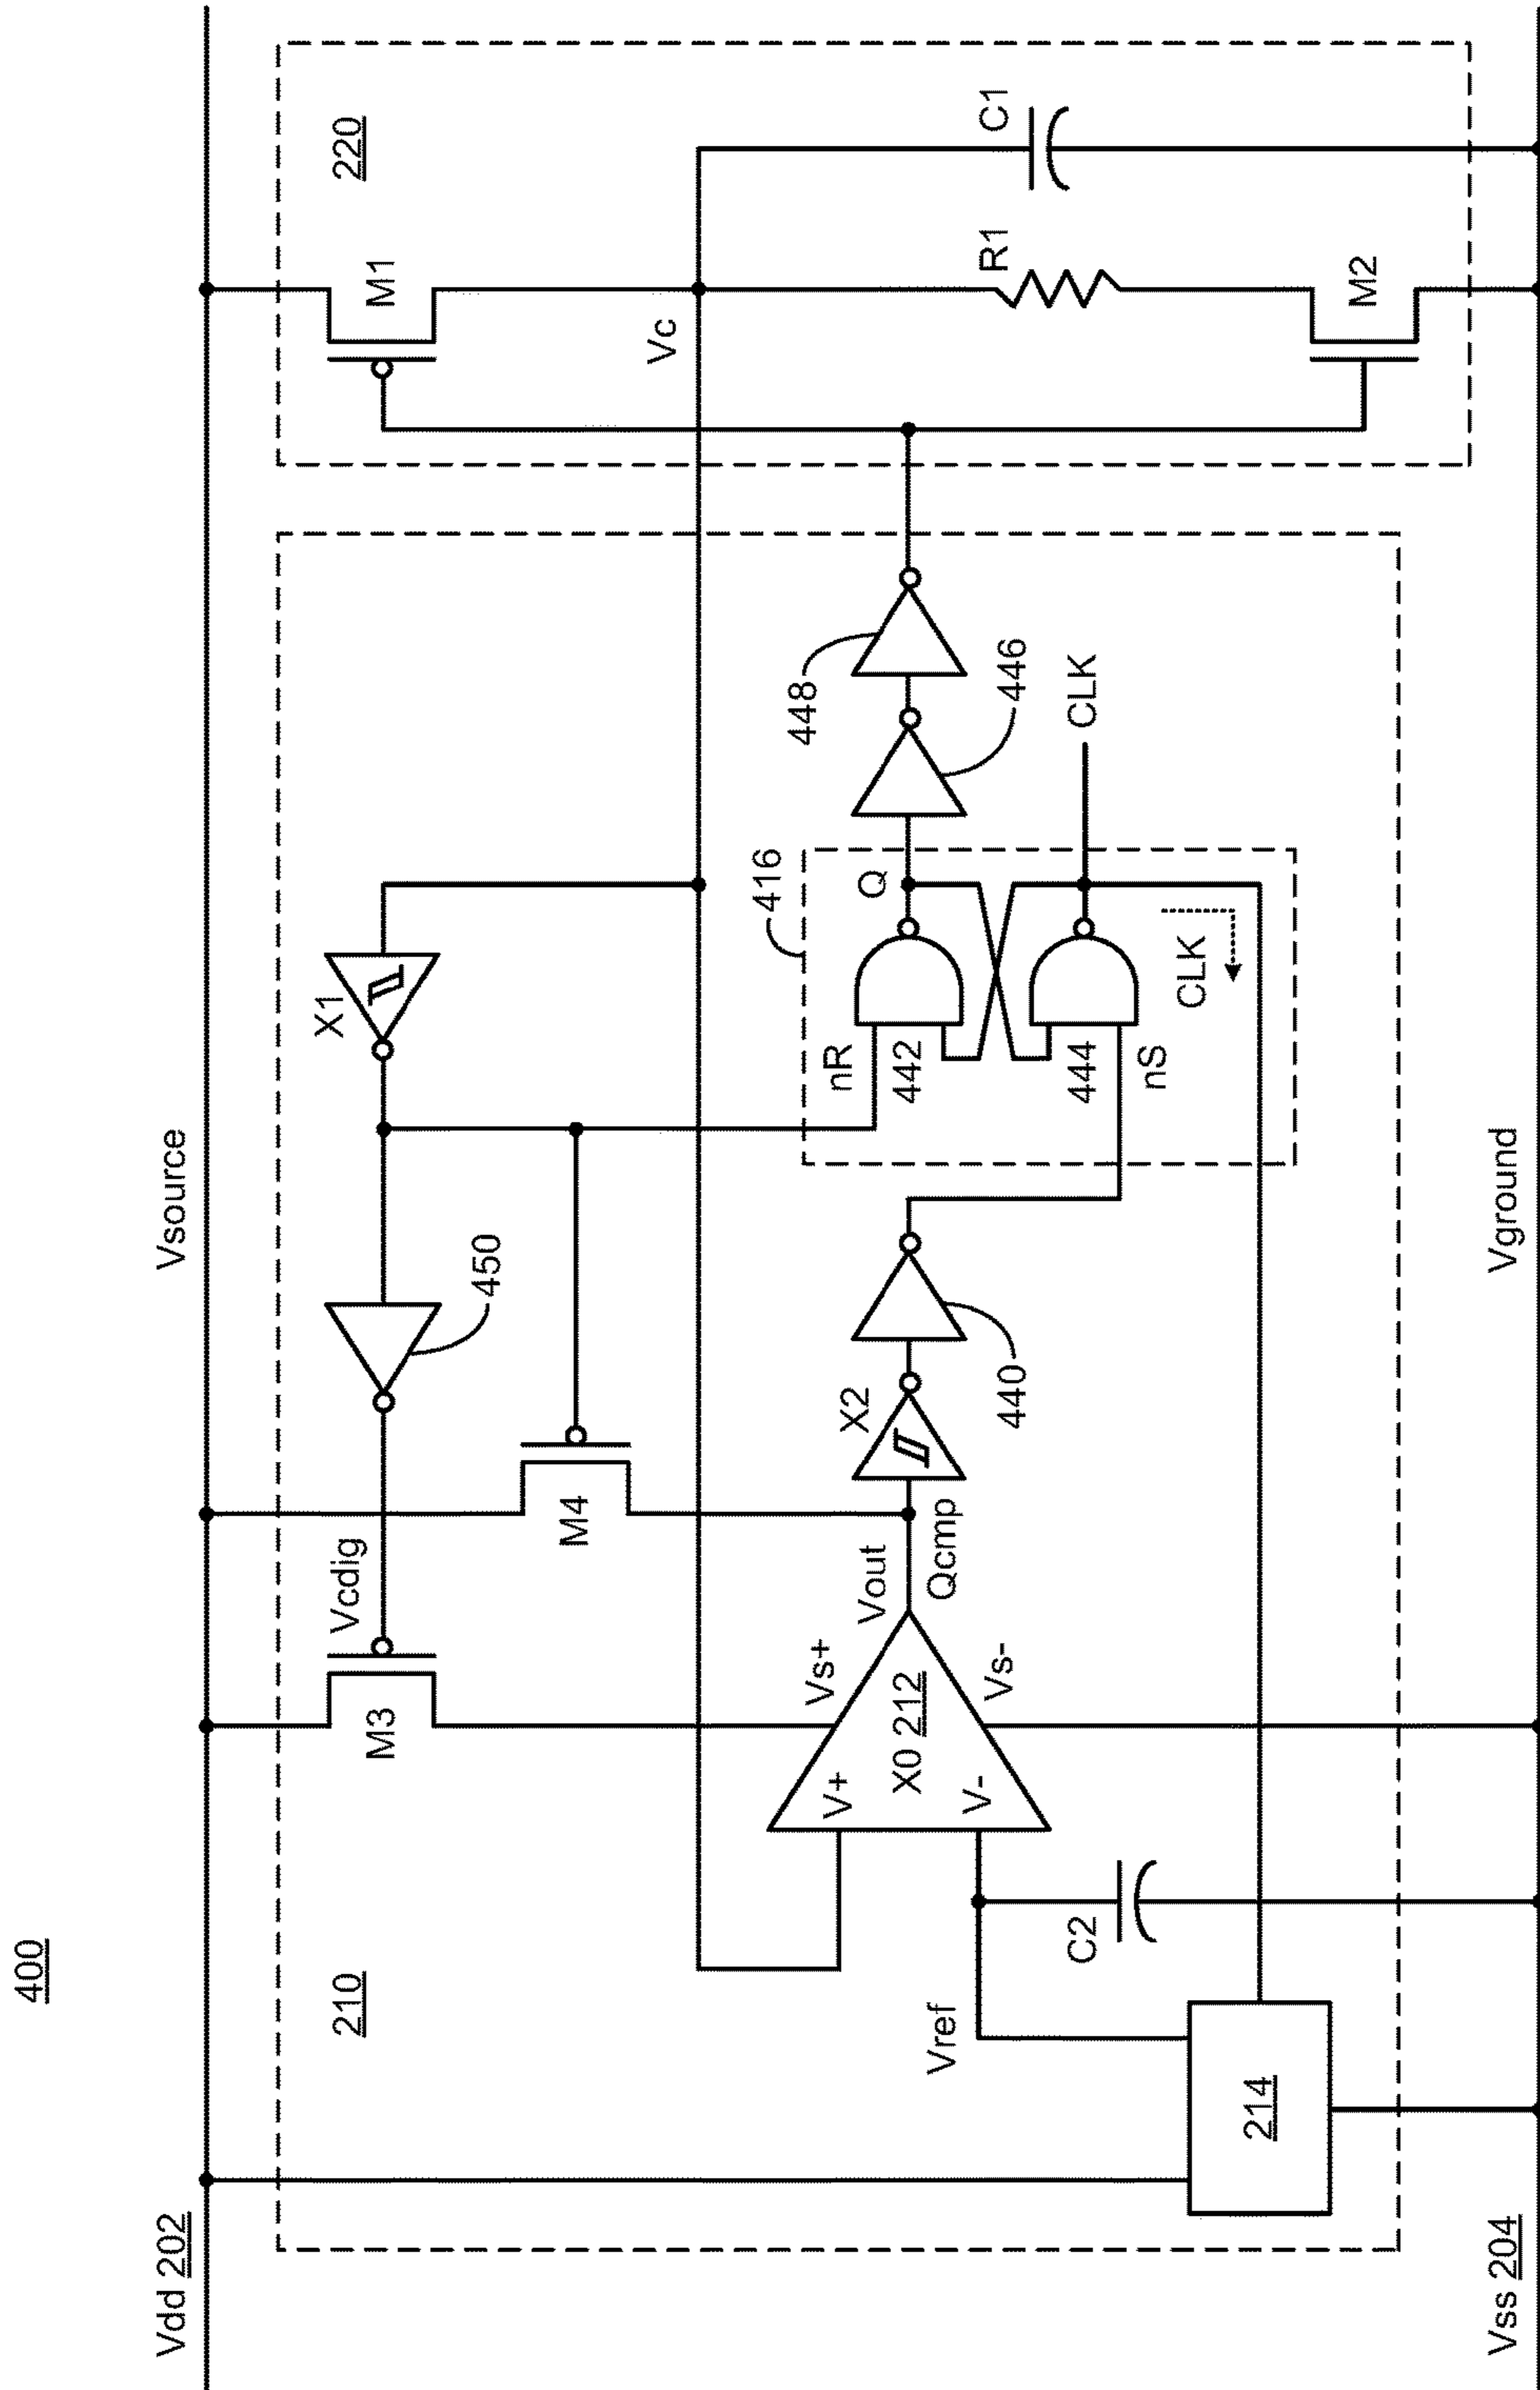 400
Vdd 202
Vsource
210
220
M3
Vcdig
450
X1
M1
M4
Vc
Vref
V+
V-
X0 212
Vs+
Vs-
Vout
Qcmp
X2
440
nR
442
444
nS
416
Q
CLK
CLK
448
446
R1
C1
M2
C2
214
Vss 204
Vground